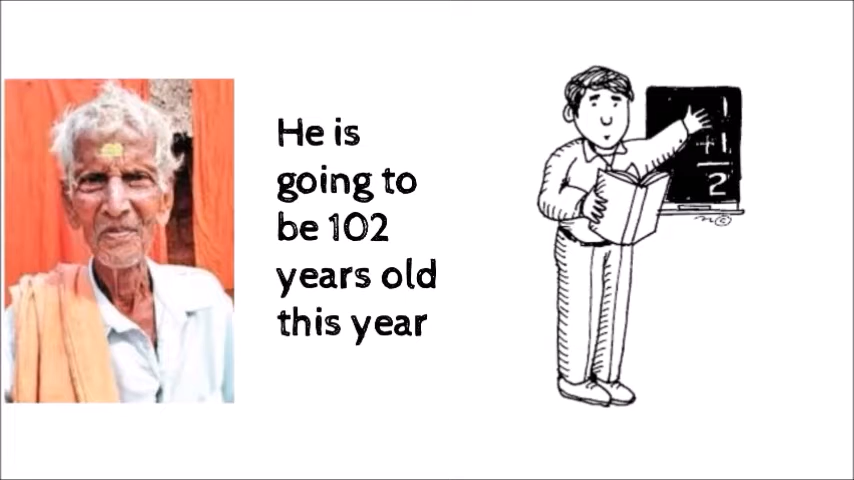 He is
going to
be 102
years old
this year
1
+1
2